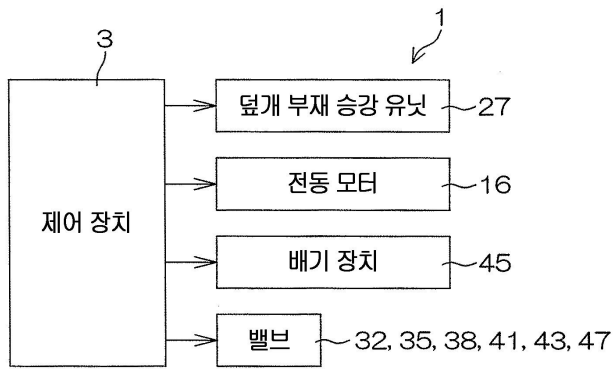 1
3
덮개 부재 승강 유닛 27
전동 모터 16
제어 장치
배기 장치 45
밸브 32, 35, 38, 41, 43, 47